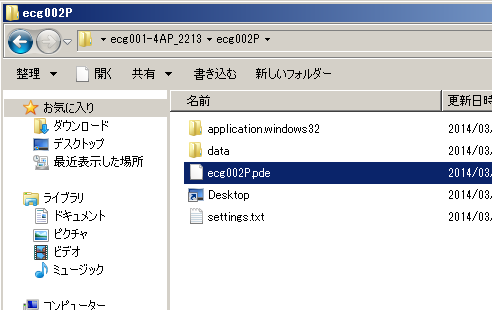 ecg002P
ecg001-4AP_2213 ecg002P
整理 開く 共有 書き込む 新しいフォルダー
お気に入り
ダウンロード
デスクトップ
最近表示した場所
ライブラリ
ドキュメント
ピクチャ
ビデオ
ミュージック
コンピューター
名前 更新日時
application.windows32 2014/03/
data 2014/03/
ecg002P.pde 2014/03/
Desktop 2014/03/
settings.txt 2014/03/